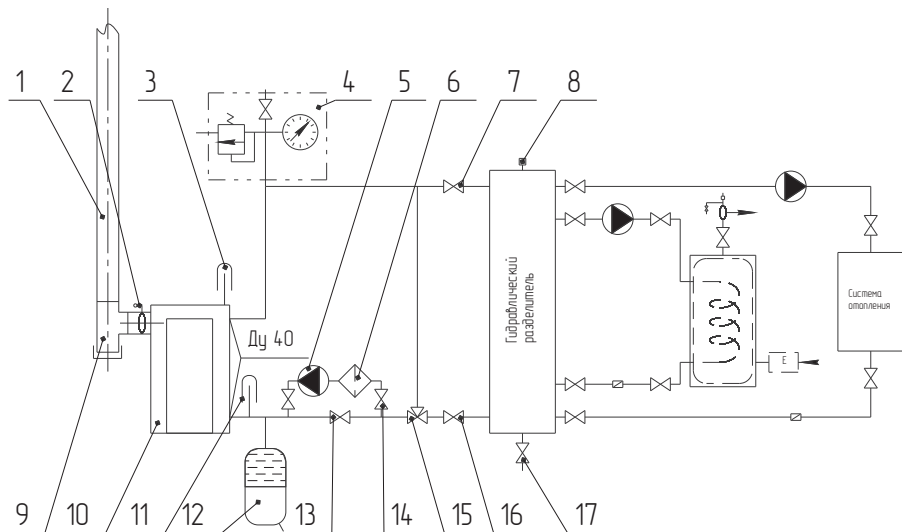 1 2 3 4 5 6 7 8
Ду 40
Гидравлический
разделитель
Система
отопления
E
9 10 11 12 13 14 15 16 17